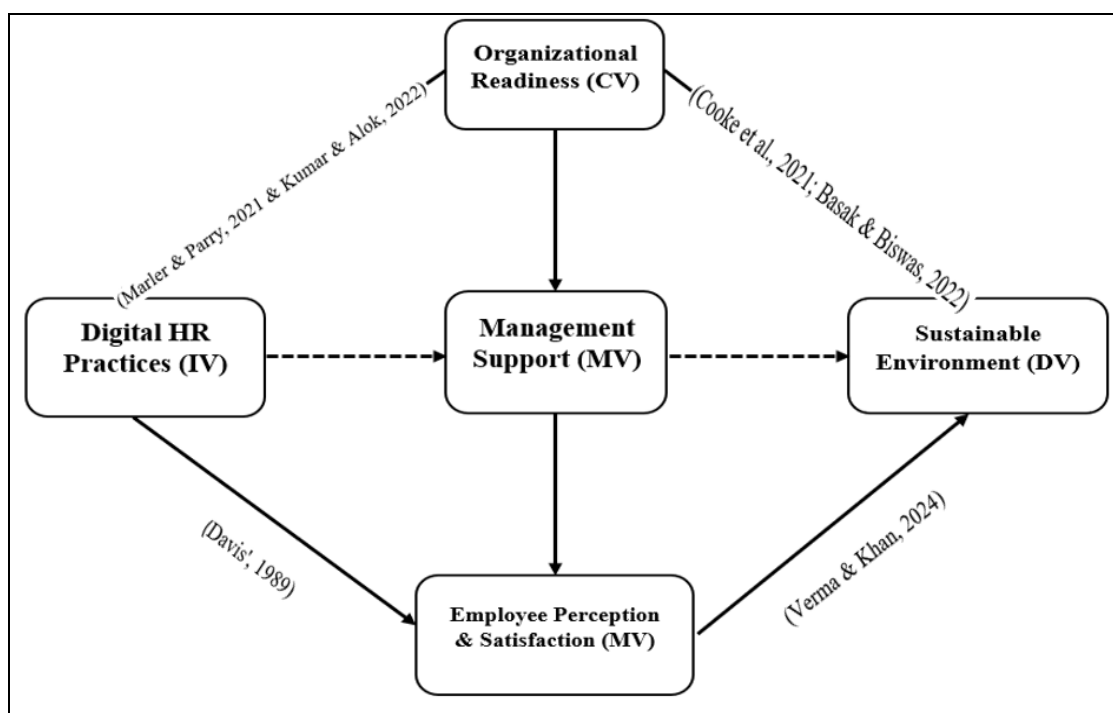 Organizational
Readiness (CV)
(Marler & Parry, 2021 & Kumar & Alok, 2022)
(Cooke et al., 2021; Basak & Biswas, 2022)
Digital HR
Practices (IV)
Management
Support (MV)
Sustainable
Environment (DV)
(Davis', 1989)
(Verma & Khan, 2024)
Employee Perception
& Satisfaction (MV)